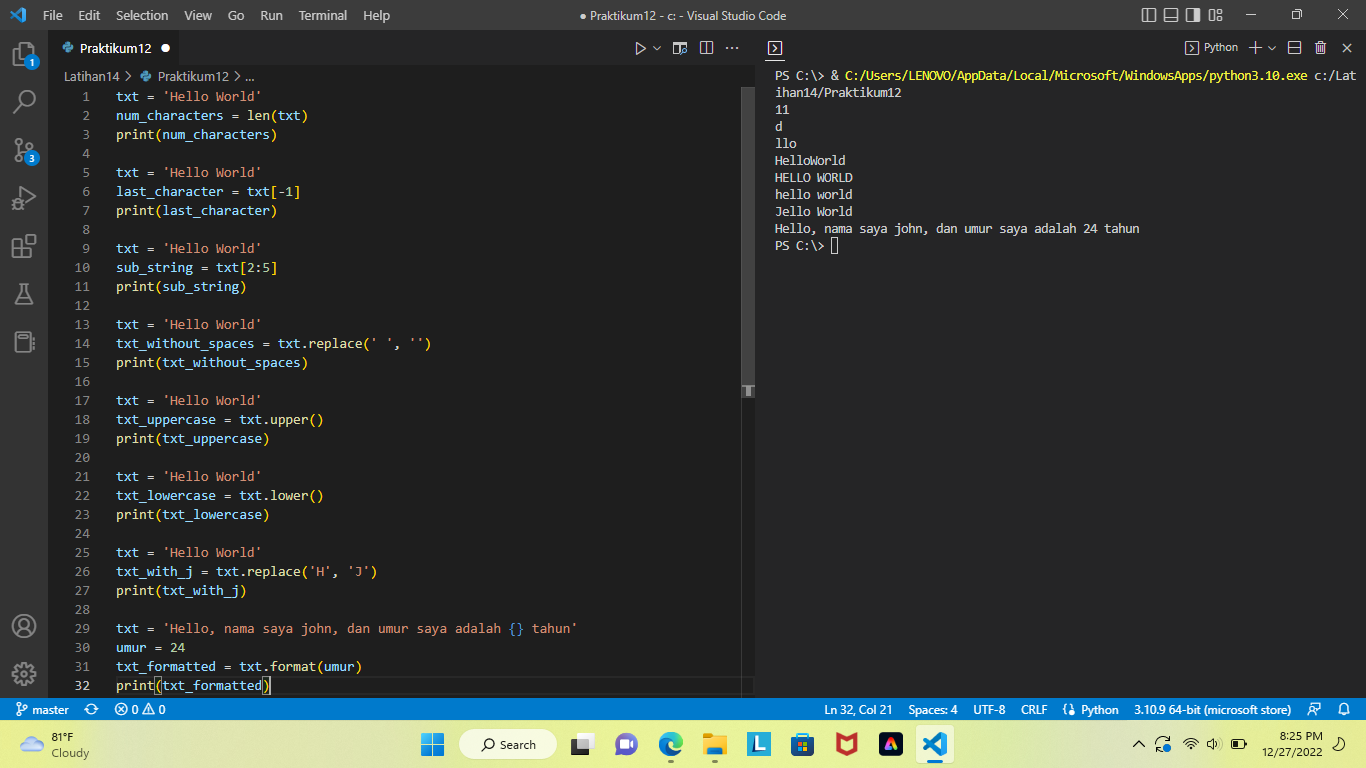 File Edit Selection View Go Run Terminal Help
● Praktikum12 - c: - Visual Studio Code
Praktikum12 ●
Latihan14 > Praktikum12 > ...
1 txt = 'Hello World'
2 num_characters = len(txt)
3 print(num_characters)
4
5 txt = 'Hello World'
6 last_character = txt[-1]
7 print(last_character)
8
9 txt = 'Hello World'
10 sub_string = txt[2:5]
11 print(sub_string)
12
13 txt = 'Hello World'
14 txt_without_spaces = txt.replace(' ', '')
15 print(txt_without_spaces)
16
17 txt = 'Hello World'
18 txt_uppercase = txt.upper()
19 print(txt_uppercase)
20
21 txt = 'Hello World'
22 txt_lowercase = txt.lower()
23 print(txt_lowercase)
24
25 txt = 'Hello World'
26 txt_with_j = txt.replace('H', 'J')
27 print(txt_with_j)
28
29 txt = 'Hello, nama saya john, dan umur saya adalah {} tahun'
30 umur = 24
31 txt_formatted = txt.format(umur)
32 print(txt_formatted)
Python
PS C:\> & C:/Users/LENOVO/AppData/Local/Microsoft/WindowsApps/python3.10.exe c:/Lat
ihan14/Praktikum12
11
d
llo
HelloWorld
HELLO WORLD
hello world
Jello World
Hello, nama saya john, dan umur saya adalah 24 tahun
PS C:\>
1
3
master 0 0 Ln 32, Col 21 Spaces: 4 UTF-8 CRLF Python 3.10.9 64-bit (microsoft store)
81°F
Cloudy
Search
8:25 PM
12/27/2022